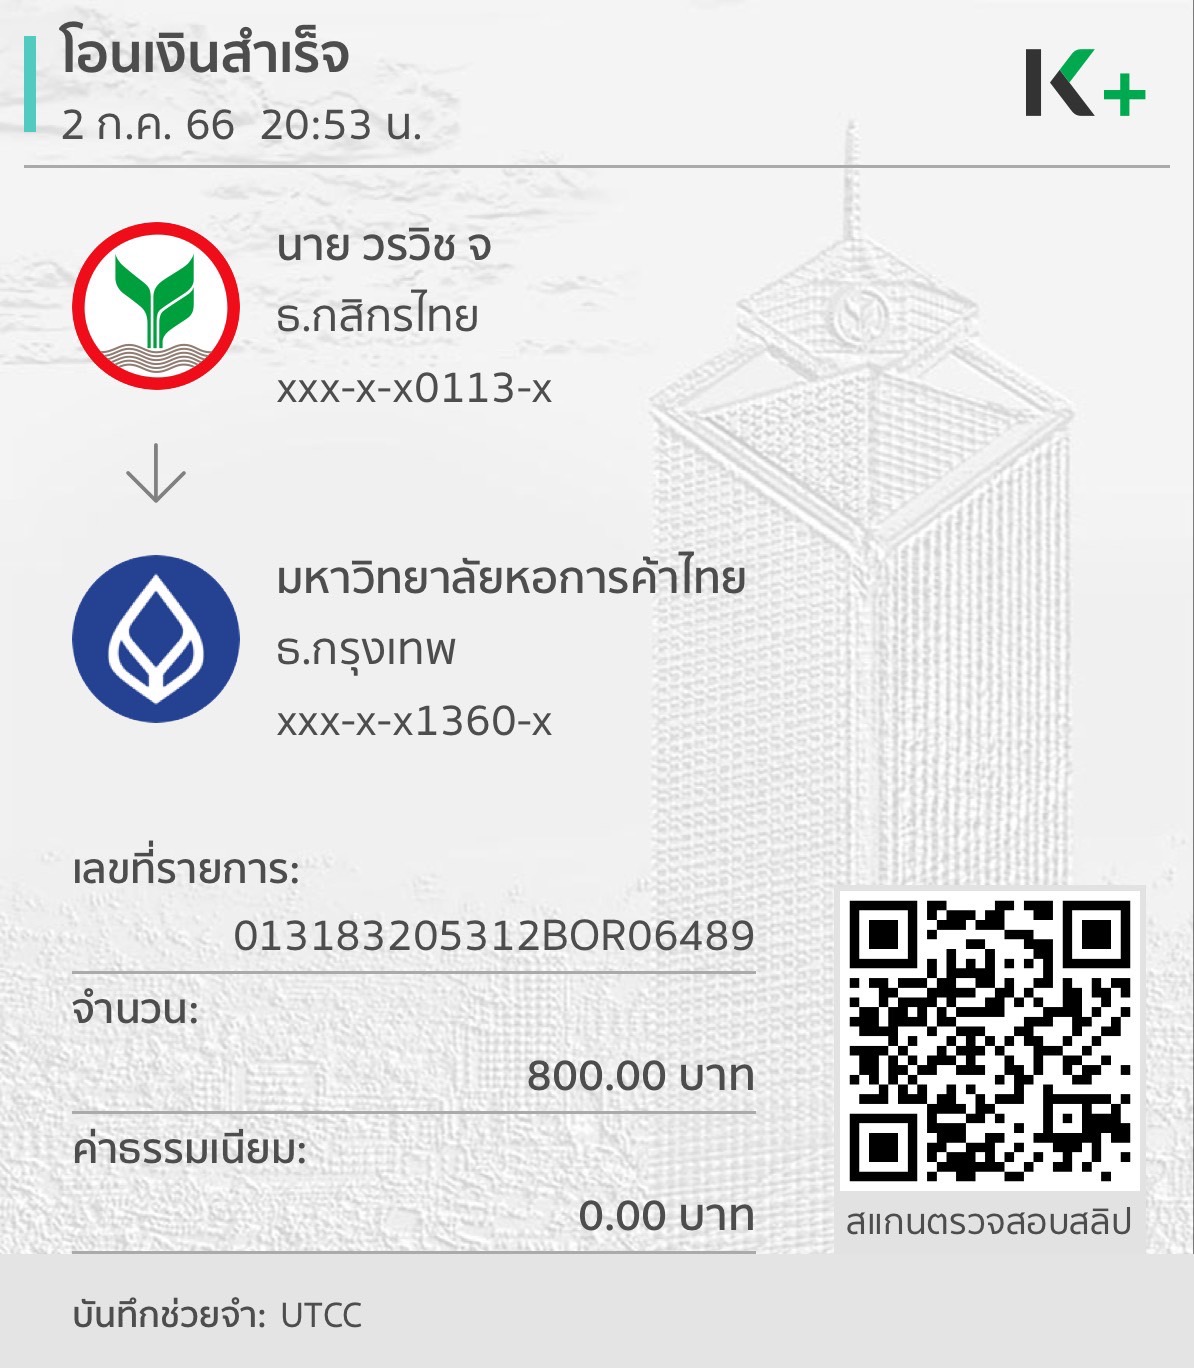 โอนเงินสำเร็จ
2 ก.ค. 66  20:53 น.
K+
นาย วรวิช จ
ธ.กสิกรไทย
xxx-x-x0113-x
มหาวิทยาลัยหอการค้าไทย
ธ.กรุงเทพ
xxx-x-x1360-x
เลขที่รายการ:
013183205312BOR06489
จำนวน:
800.00 บาท
ค่าธรรมเนียม:
0.00 บาท
สแกนตรวจสอบสลิป
บันทึกช่วยจำ: UTCC